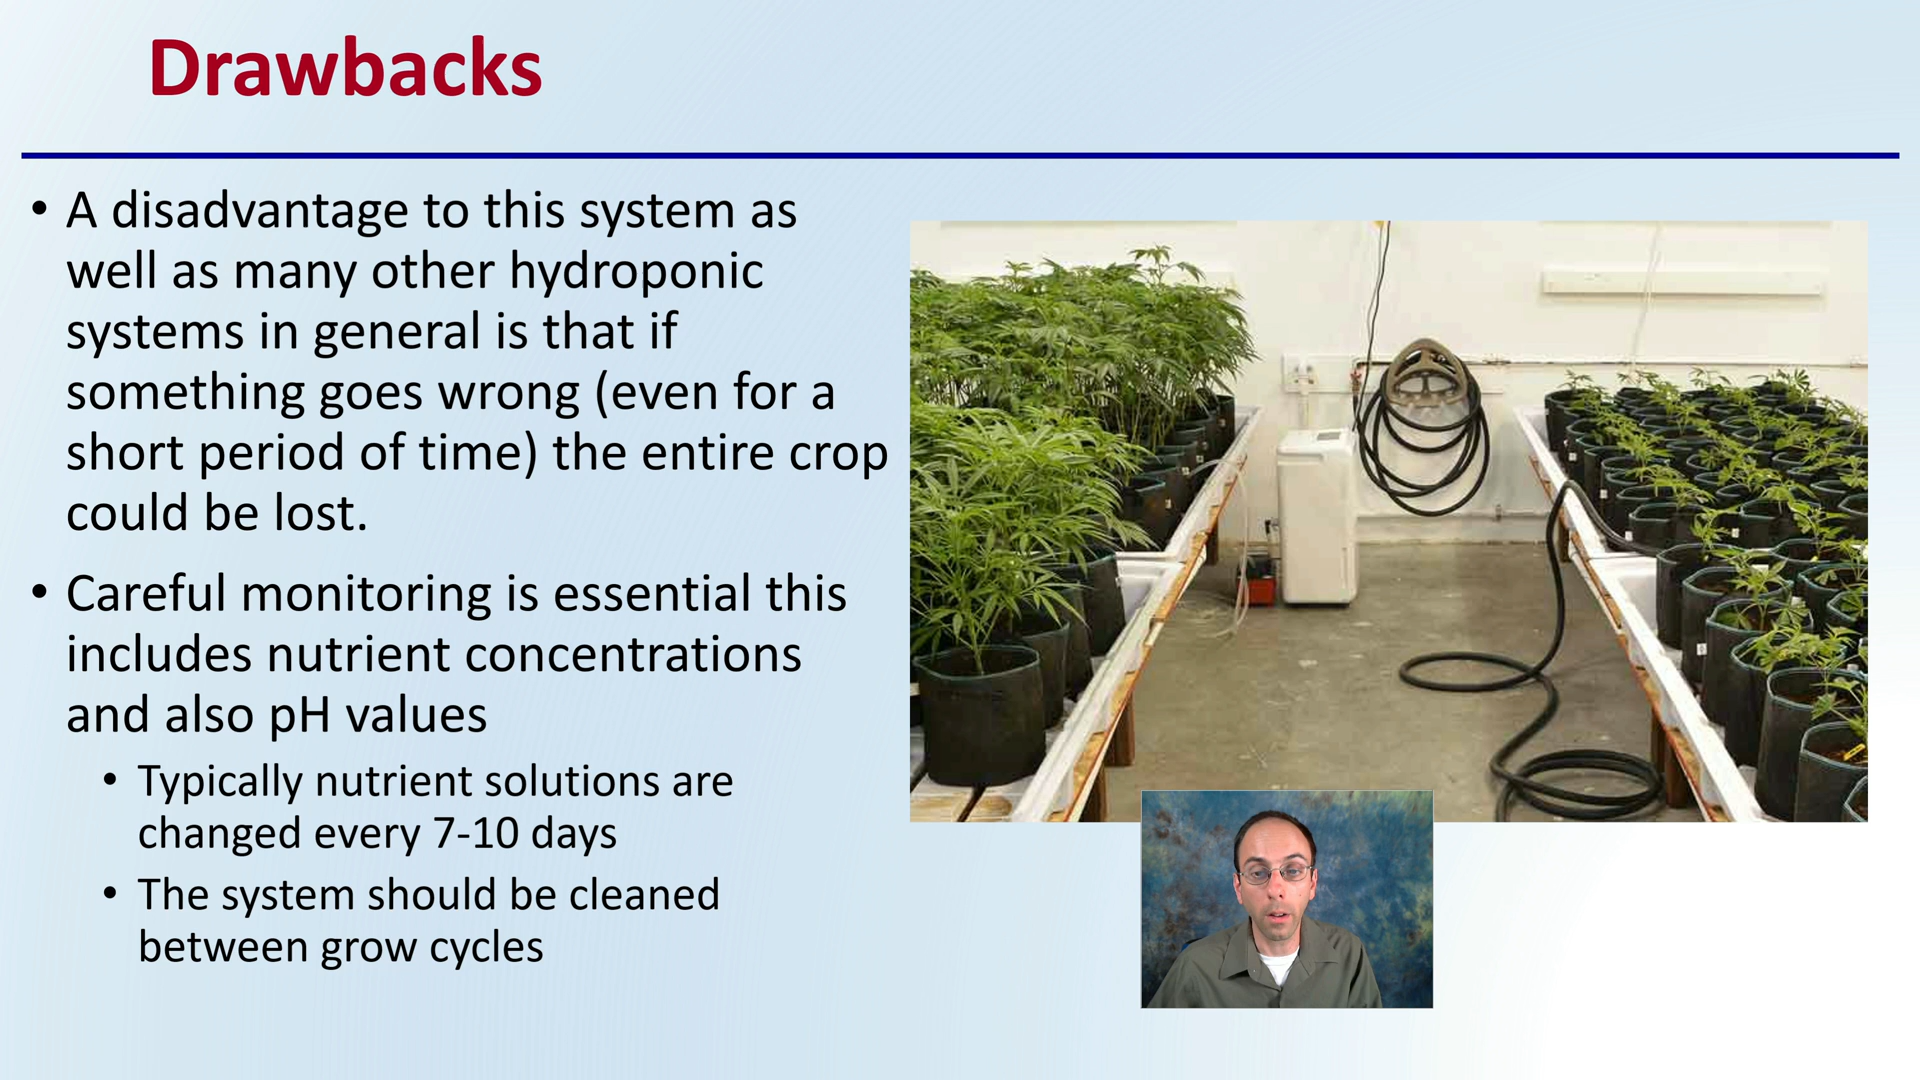 Drawbacks
• A disadvantage to this system as
well as many other hydroponic
systems in general is that if
something goes wrong (even for a
short period of time) the entire crop
could be lost.
• Careful monitoring is essential this
includes nutrient concentrations
and also pH values
• Typically nutrient solutions are
changed every 7-10 days
• The system should be cleaned
between grow cycles